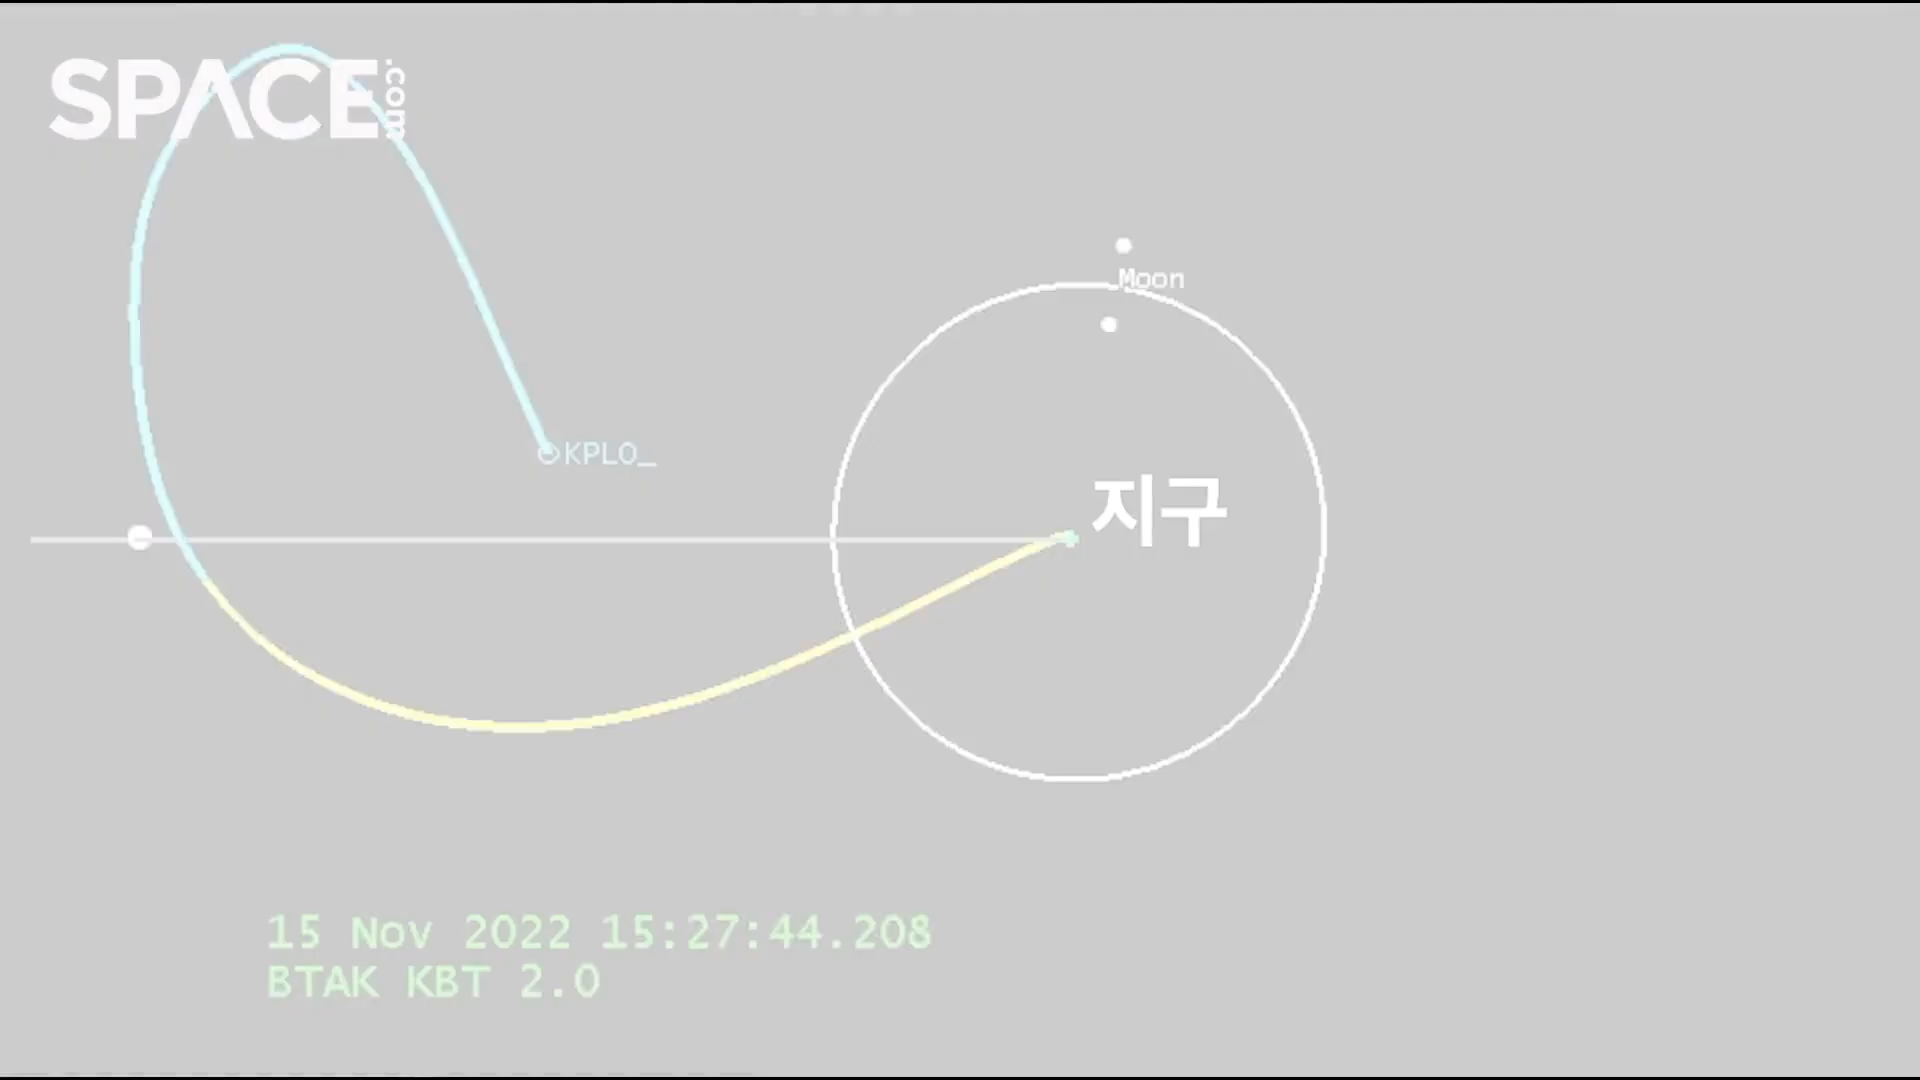 SPACE.com
Moon
KPLO_
지구
15 Nov 2022 15:27:44.208
BTAK KBT 2.0